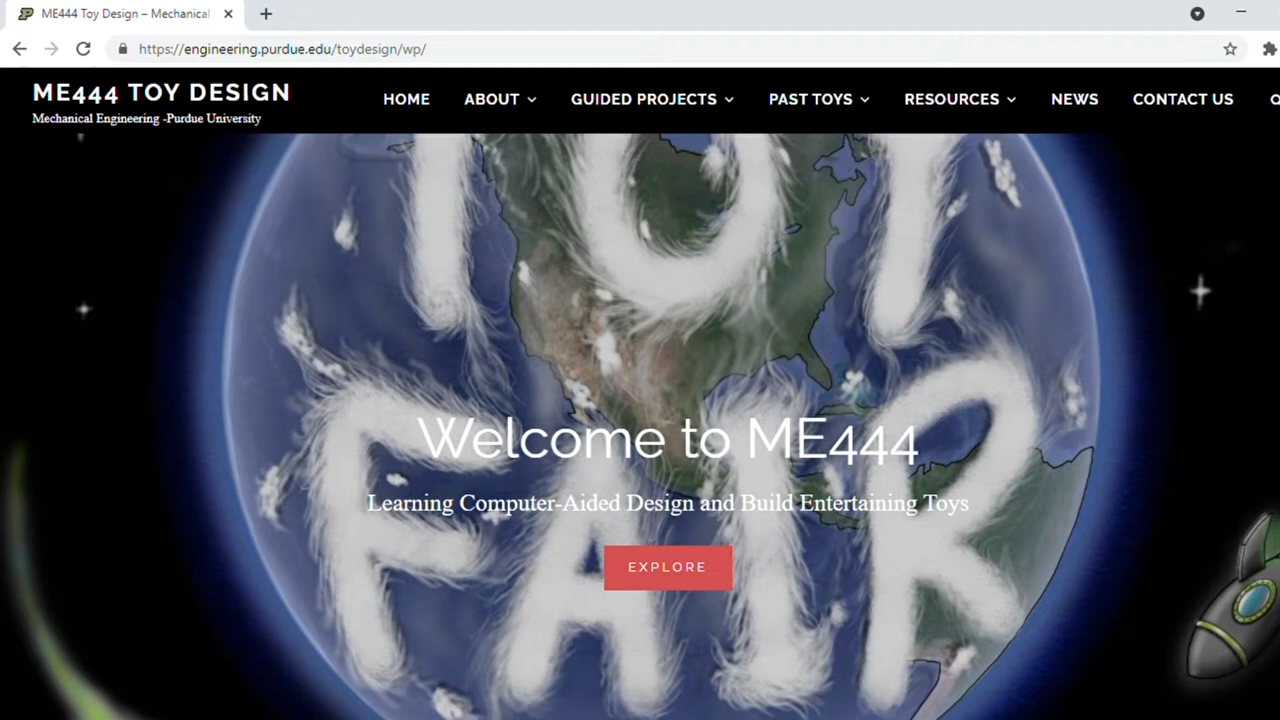 ME444 Toy Design – Mechanical
https://engineering.purdue.edu/toydesign/wp/
ME444 TOY DESIGN
Mechanical Engineering -Purdue University
HOME ABOUT GUIDED PROJECTS PAST TOYS RESOURCES NEWS CONTACT US
TOY
FAIR
Welcome to ME444
Learning Computer-Aided Design and Build Entertaining Toys
EXPLORE